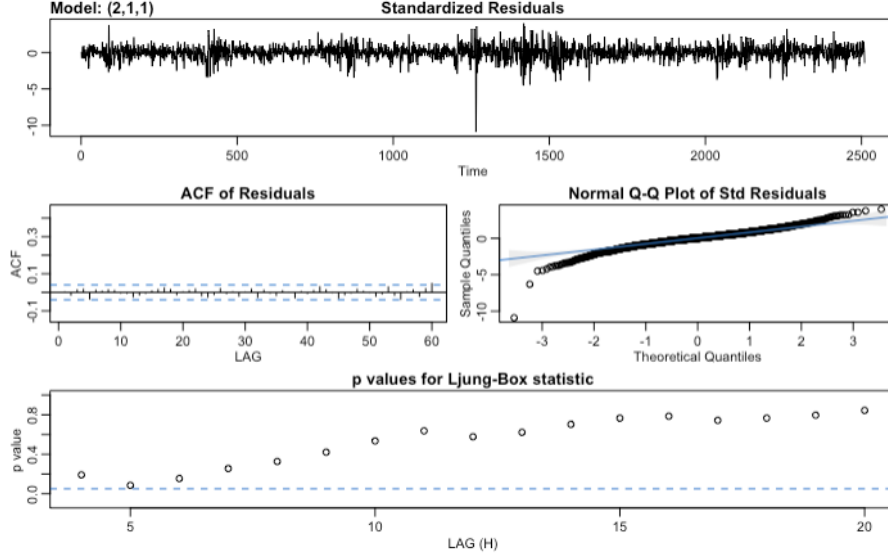 Model: (2,1,1) Standardized Residuals
0
-5
-10
0 500 1000 1500 2000 2500
Time
ACF of Residuals
ACF
0.3
0.1
-0.1
0 10 20 30 40 50 60
LAG
Normal Q-Q Plot of Std Residuals
Sample Quantiles
0
-5
-10
-3 -2 -1 0 1 2 3
Theoretical Quantiles
p values for Ljung-Box statistic
p value
0.8
0.4
0.0
5 10 15 20
LAG (H)